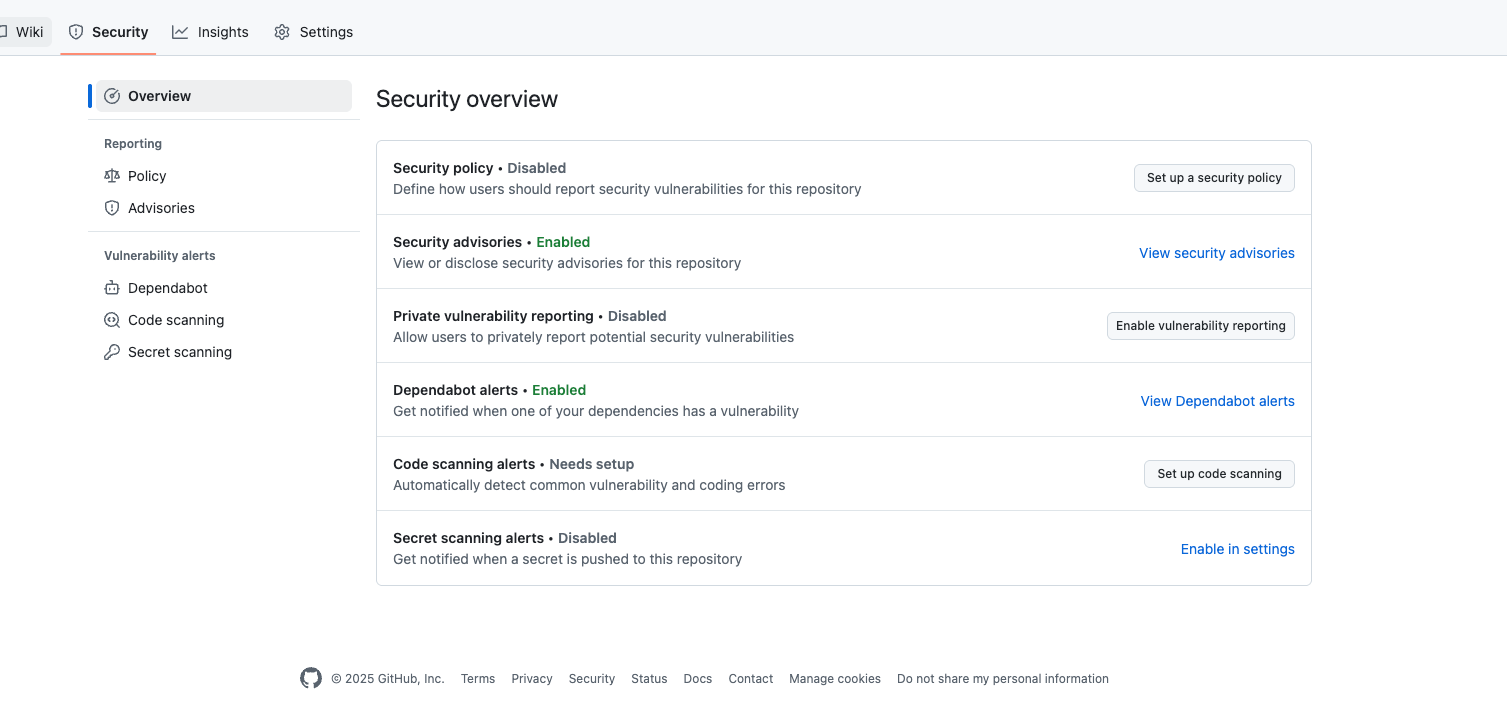 Wiki Security Insights Settings
Overview
Reporting
Policy
Advisories
Vulnerability alerts
Dependabot
Code scanning
Secret scanning
Security overview
Security policy • Disabled
Define how users should report security vulnerabilities for this repository
Set up a security policy
Security advisories • Enabled
View or disclose security advisories for this repository
View security advisories
Private vulnerability reporting • Disabled
Allow users to privately report potential security vulnerabilities
Enable vulnerability reporting
Dependabot alerts • Enabled
Get notified when one of your dependencies has a vulnerability
View Dependabot alerts
Code scanning alerts • Needs setup
Automatically detect common vulnerability and coding errors
Set up code scanning
Secret scanning alerts • Disabled
Get notified when a secret is pushed to this repository
Enable in settings
© 2025 GitHub, Inc. Terms Privacy Security Status Docs Contact Manage cookies Do not share my personal information